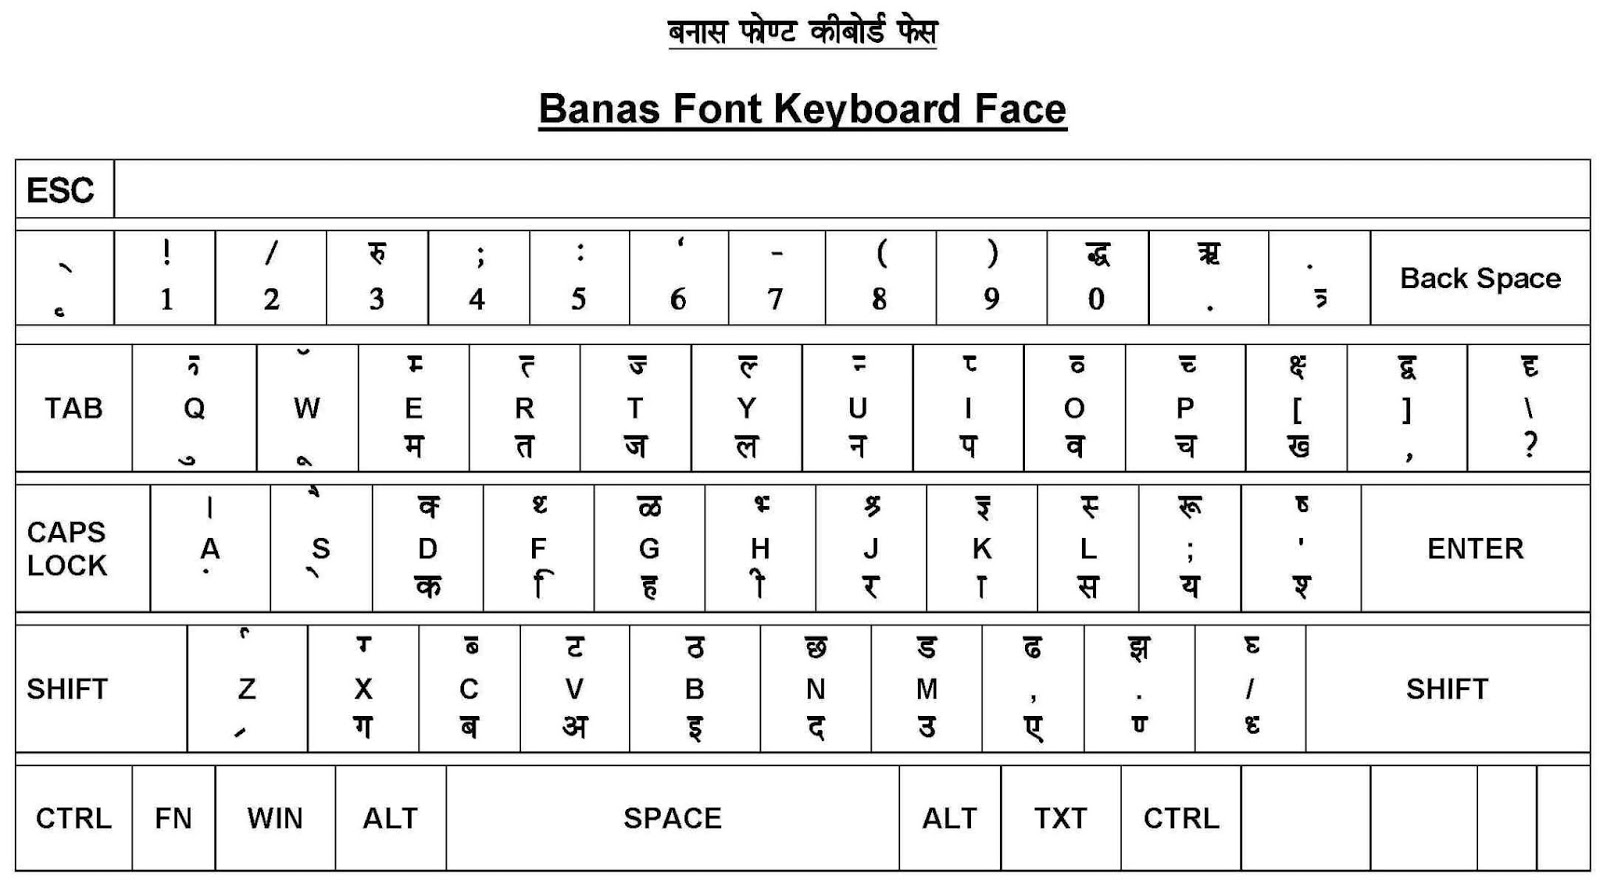 बनास फोण्ट कीबोर्ड फेस
Banas Font Keyboard Face
ESC
! / रु ; : ‘ - ( ) द्ध ॠ .
1 2 3 4 5 6 7 8 9 0 . त्र Back Space
म् त् ज् ल् न् प् व् च् क्ष् द्व हृ
TAB Q W E R T Y U I O P [ ] \
ु ृ म त ज ल न प व च ख् , ?
। ै क् थ् ळ भ् श्र ज्ञ स् रू ष्
CAPS LOCK A S D F G H J K L ; ' ENTER
ं े क ि ह ी र ा स य श्
ग् ब् ट ठ छ ड ढ झ घ्
SHIFT Z X C V B N M , . / SHIFT
ग ब अ इ द उ ए ण् ध्
CTRL FN WIN ALT SPACE ALT TXT CTRL